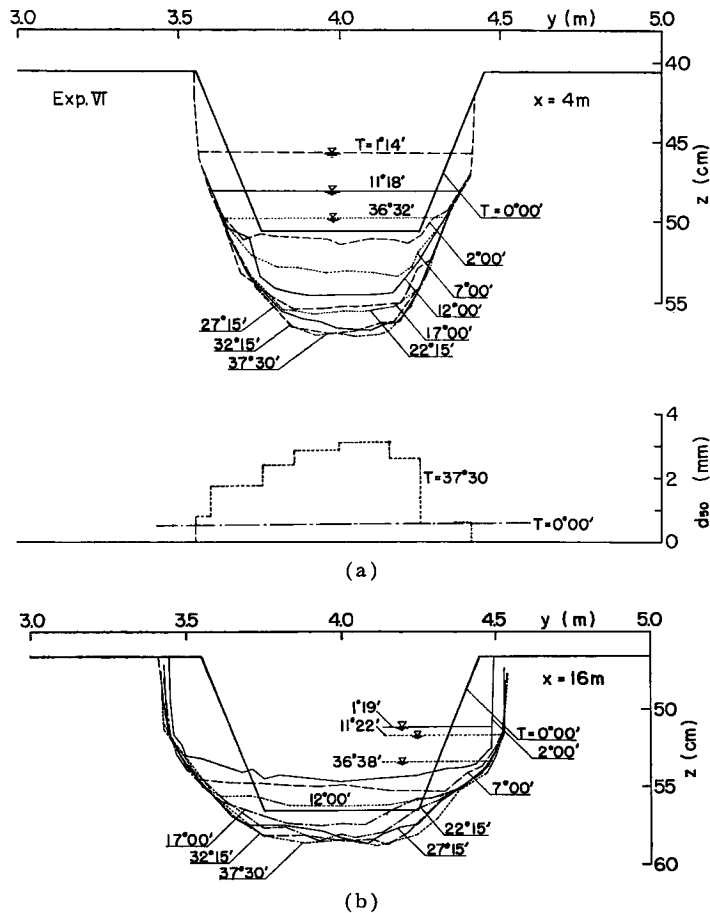 3.0 3.5 4.0 4.5 5.0
y (m)
40
45
50
55
z (cm)
Exp. VI
x = 4m
T=1°14'
11°18'
36°32'
T=0°00'
2°00'
7°00'
12°00'
17°00'
22°15'
27°15'
32°15'
37°30'
4
2
0
d50 (mm)
T=37°30
T=0°00'
(a)
3.0 3.5 4.0 4.5 5.0
y (m)
50
55
60
z (cm)
x = 16m
1°19'
11°22'
36°38'
T=0°00'
2°00'
7°00'
12°00'
17°00'
22°15'
32°15'
27°15'
37°30'
(b)